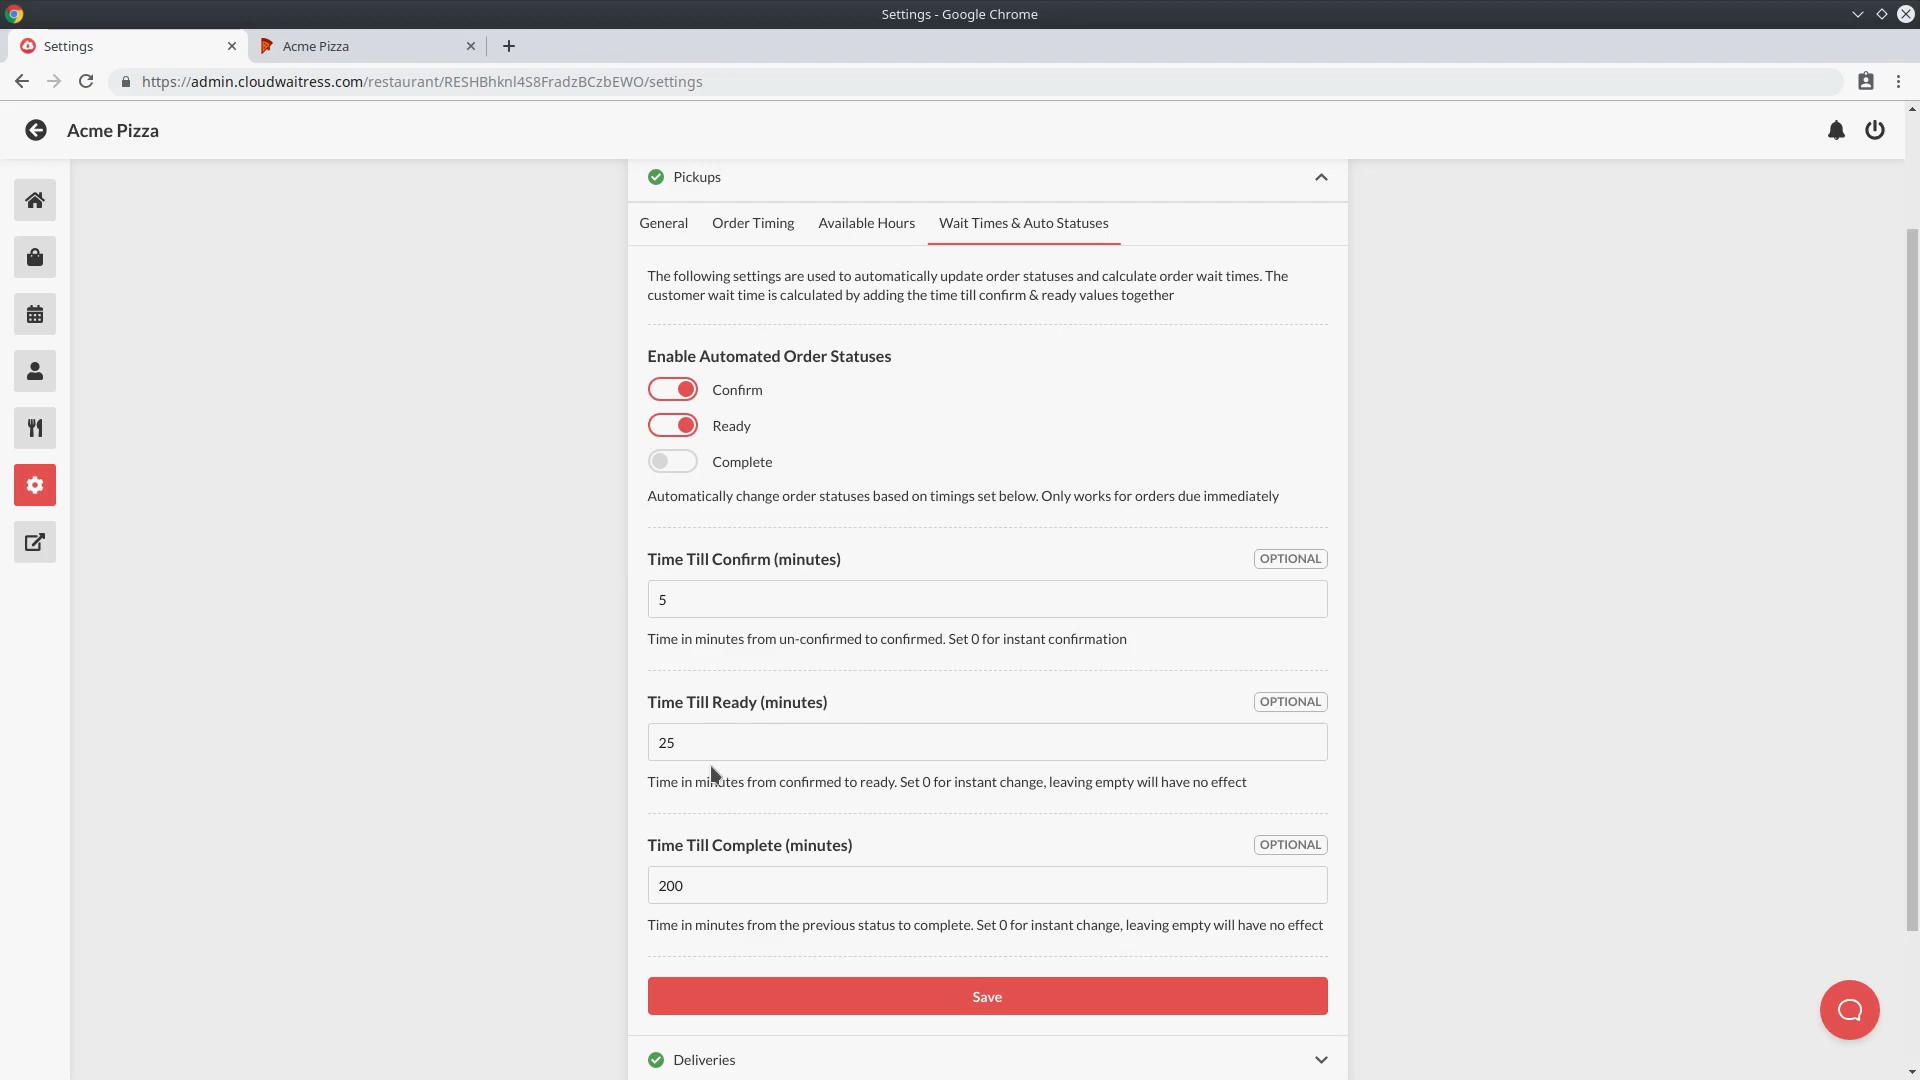 Settings - Google Chrome
Settings
Acme Pizza
https://admin.cloudwaitress.com/restaurant/RESHBhknl4S8FradzBCzbEWO/settings
Acme Pizza
Pickups
General Order Timing Available Hours Wait Times & Auto Statuses
The following settings are used to automatically update order statuses and calculate order wait times. The
customer wait time is calculated by adding the time till confirm & ready values together
Enable Automated Order Statuses
Confirm
Ready
Complete
Automatically change order statuses based on timings set below. Only works for orders due immediately
Time Till Confirm (minutes) OPTIONAL
5
Time in minutes from un-confirmed to confirmed. Set 0 for instant confirmation
Time Till Ready (minutes) OPTIONAL
25
Time in minutes from confirmed to ready. Set 0 for instant change, leaving empty will have no effect
Time Till Complete (minutes) OPTIONAL
200
Time in minutes from the previous status to complete. Set 0 for instant change, leaving empty will have no effect
Save
Deliveries